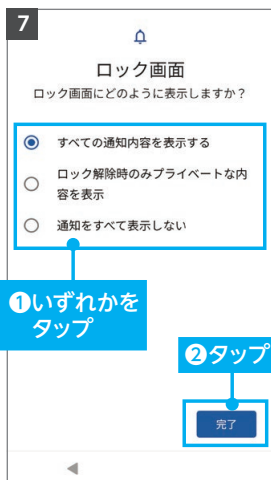 7
ロック画面
ロック画面にどのように表示しますか？
すべての通知内容を表示する
ロック解除時のみプライベートな内
容を表示
通知をすべて表示しない
❶いずれかを
タップ
❷タップ
完了